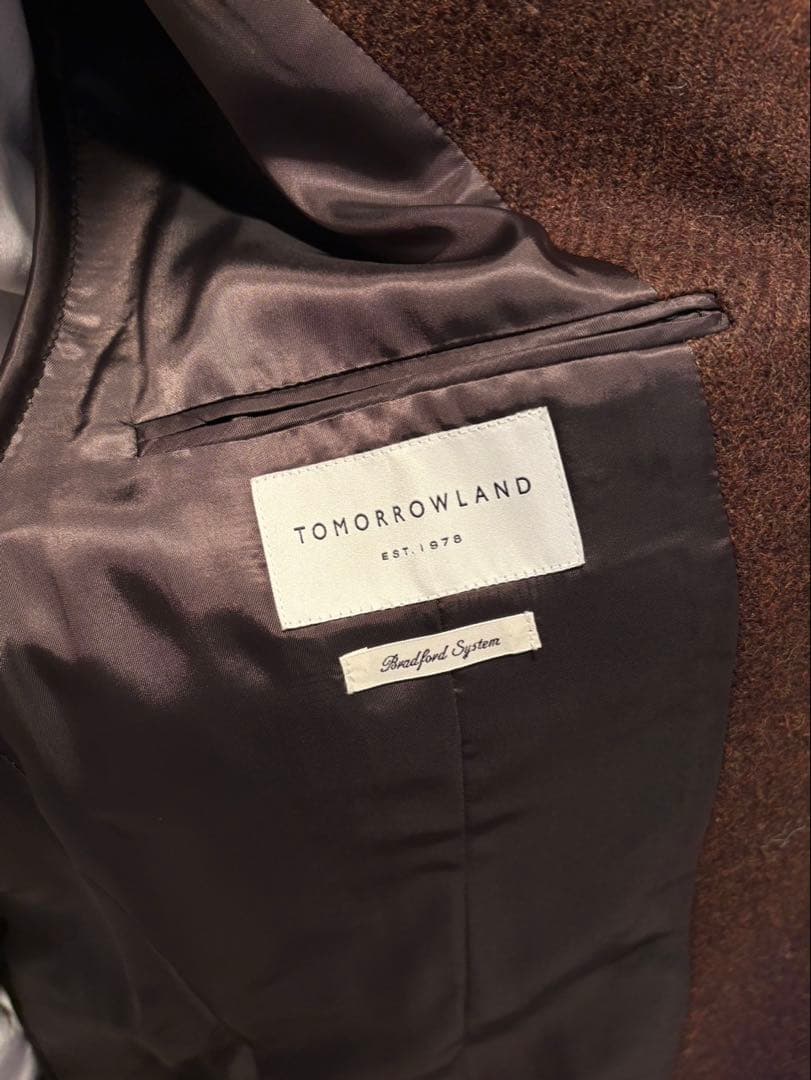 TOMORROWLAND
EST. 1978
Bradford System